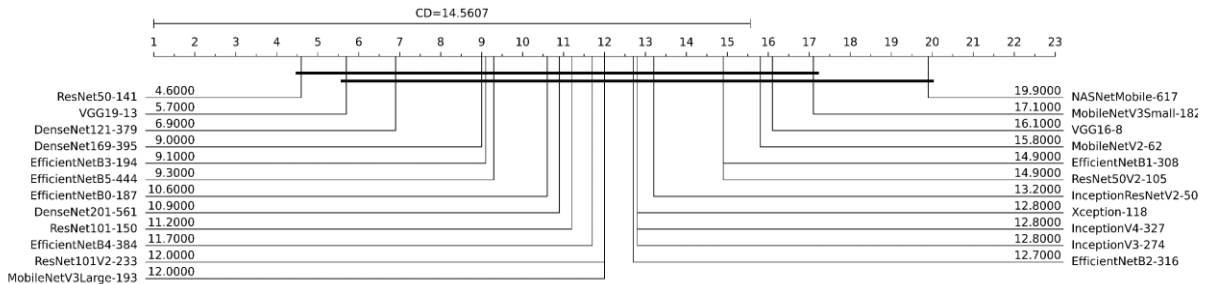 CD=14.5607
1 2 3 4 5 6 7 8 9 10 11 12 13 14 15 16 17 18 19 20 21 22 23
ResNet50-141 4.6000 19.9000 NASNetMobile-617
VGG19-13 5.7000 17.1000 MobileNetV3Small-182
DenseNet121-379 6.9000 16.1000 VGG16-8
DenseNet169-395 9.0000 15.8000 MobileNetV2-62
EfficientNetB3-194 9.1000 14.9000 EfficientNetB1-308
EfficientNetB5-444 9.3000 14.9000 ResNet50V2-105
EfficientNetB0-187 10.6000 13.2000 InceptionResNetV2-50
DenseNet201-561 10.9000 12.8000 Xception-118
ResNet101-150 11.2000 12.8000 InceptionV4-327
EfficientNetB4-384 11.7000 12.8000 InceptionV3-274
ResNet101V2-233 12.0000 12.7000 EfficientNetB2-316
MobileNetV3Large-193 12.0000